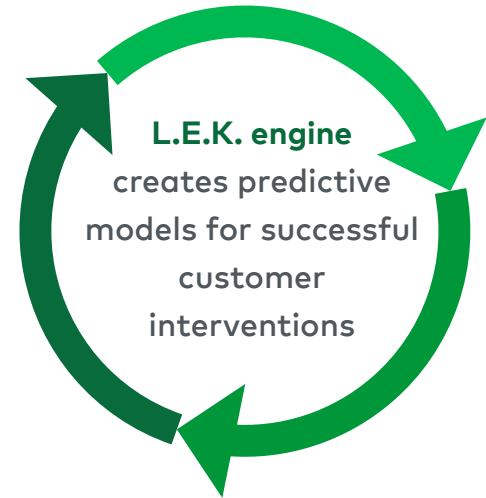 L.E.K. engine
creates predictive
models for successful
customer
interventions